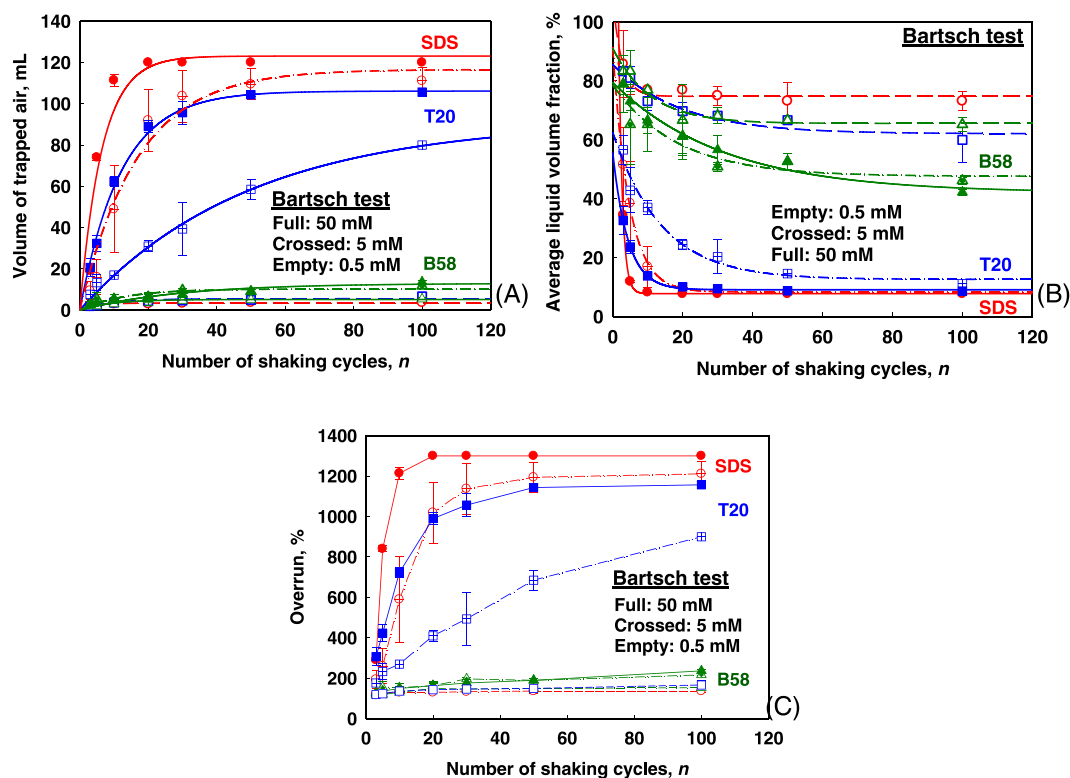 140
120
100
80
60
40
20
0
Volume of trapped air, mL
SDS
T20
Bartsch test
Full: 50 mM
Crossed: 5 mM
Empty: 0.5 mM
B58
(A)
0 20 40 60 80 100 120
Number of shaking cycles, n
100
80
60
40
20
0
Average liquid volume fraction, %
Bartsch test
B58
Empty: 0.5 mM
Crossed: 5 mM
Full: 50 mM
T20
SDS
(B)
0 20 40 60 80 100 120
Number of shaking cycles, n
1400
1200
1000
800
600
400
200
0
Overrun, %
SDS
T20
Bartsch test
Full: 50 mM
Crossed: 5 mM
Empty: 0.5 mM
B58
(C)
0 20 40 60 80 100 120
Number of shaking cycles, n